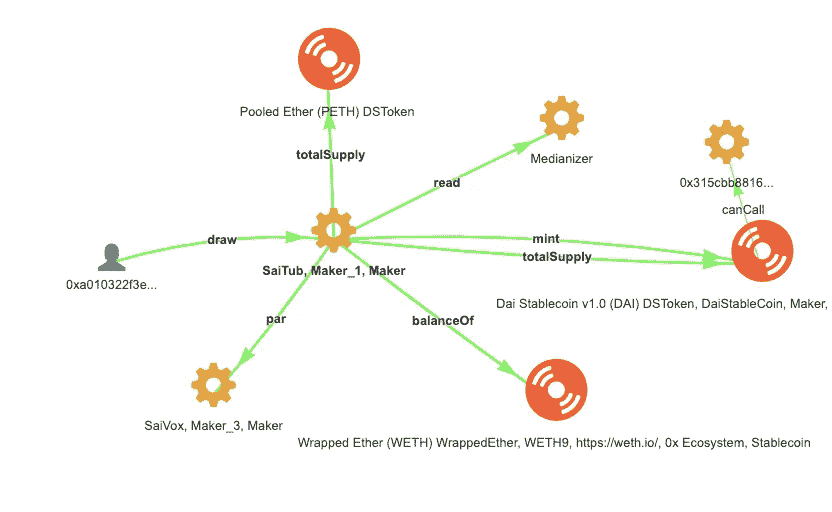 Pooled Ether (PETH) DSToken
totalSupply
Medianizer
read
0x315cbb8816...
canCall
draw
mint
totalSupply
0xa010322f3e...
SaiTub, Maker_1, Maker
Dai Stablecoin v1.0 (DAI) DSToken, DaiStableCoin, Maker,
par
balanceOf
SaiVox, Maker_3, Maker
Wrapped Ether (WETH) WrappedEther, WETH9, https://weth.io/, 0x Ecosystem, Stablecoin